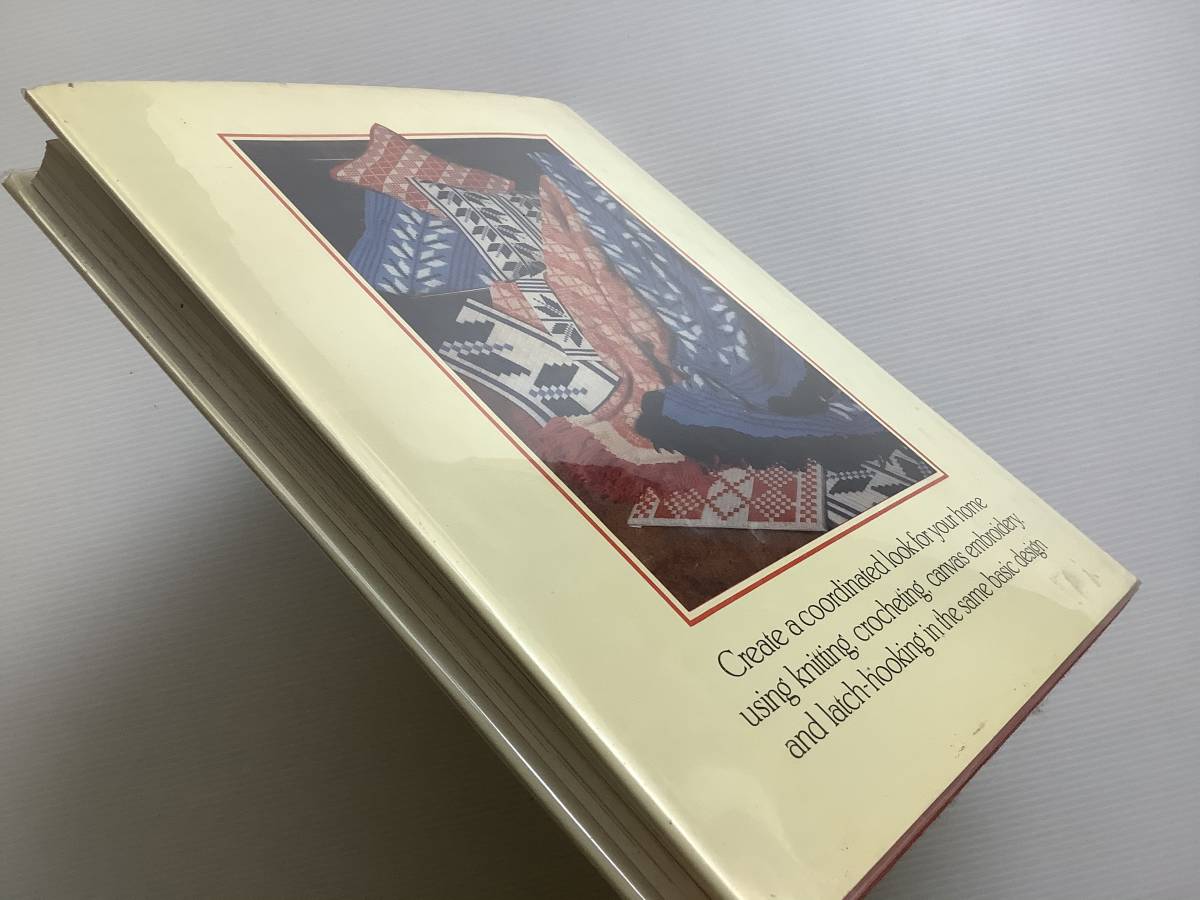 Create a coordinated look for your home
using knitting, crocheting, canvas embroidery,
and latch-hooking in the same basic design